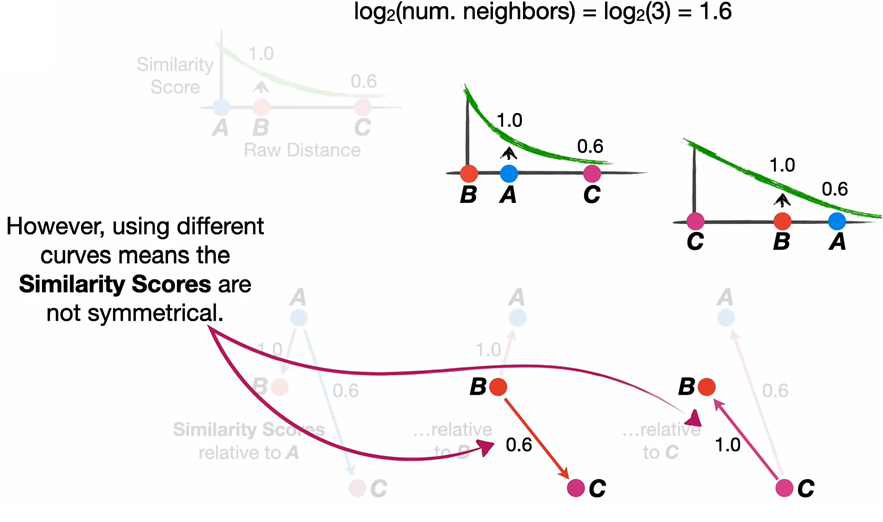 log₂(num. neighbors) = log₂(3) = 1.6
Similarity
Score
1.0
0.6
A B C
Raw Distance
1.0
0.6
B A C
1.0
0.6
C B A
However, using different
curves means the
Similarity Scores are
not symmetrical.
A
1.0
B
0.6
Similarity Scores
relative to A
C
A
1.0
B
...relative
to B
0.6
C
A
B
0.6
...relative
to C
1.0
C